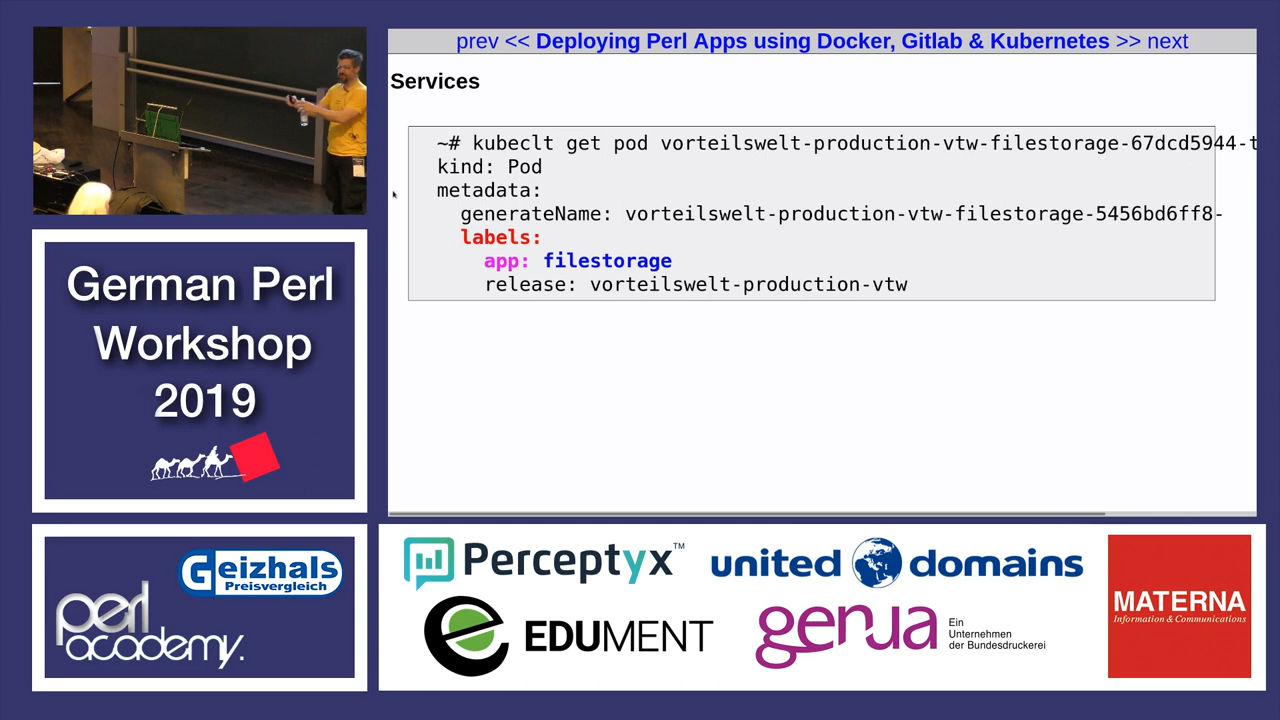 prev << Deploying Perl Apps using Docker, Gitlab & Kubernetes >> next
Services
~# kubeclt get pod vorteilswelt-production-vtw-filestorage-67dcd5944-t
kind: Pod
metadata:
generateName: vorteilswelt-production-vtw-filestorage-5456bd6ff8-
labels:
app: filestorage
release: vorteilswelt-production-vtw
German Perl
Workshop
2019
Geizhals
Preisvergleich
perl
academy.
Perceptyx™
united domains
EDUMENT
genua
Ein
Unternehmen
der Bundesdruckerei
MATERNA
Information & Communications